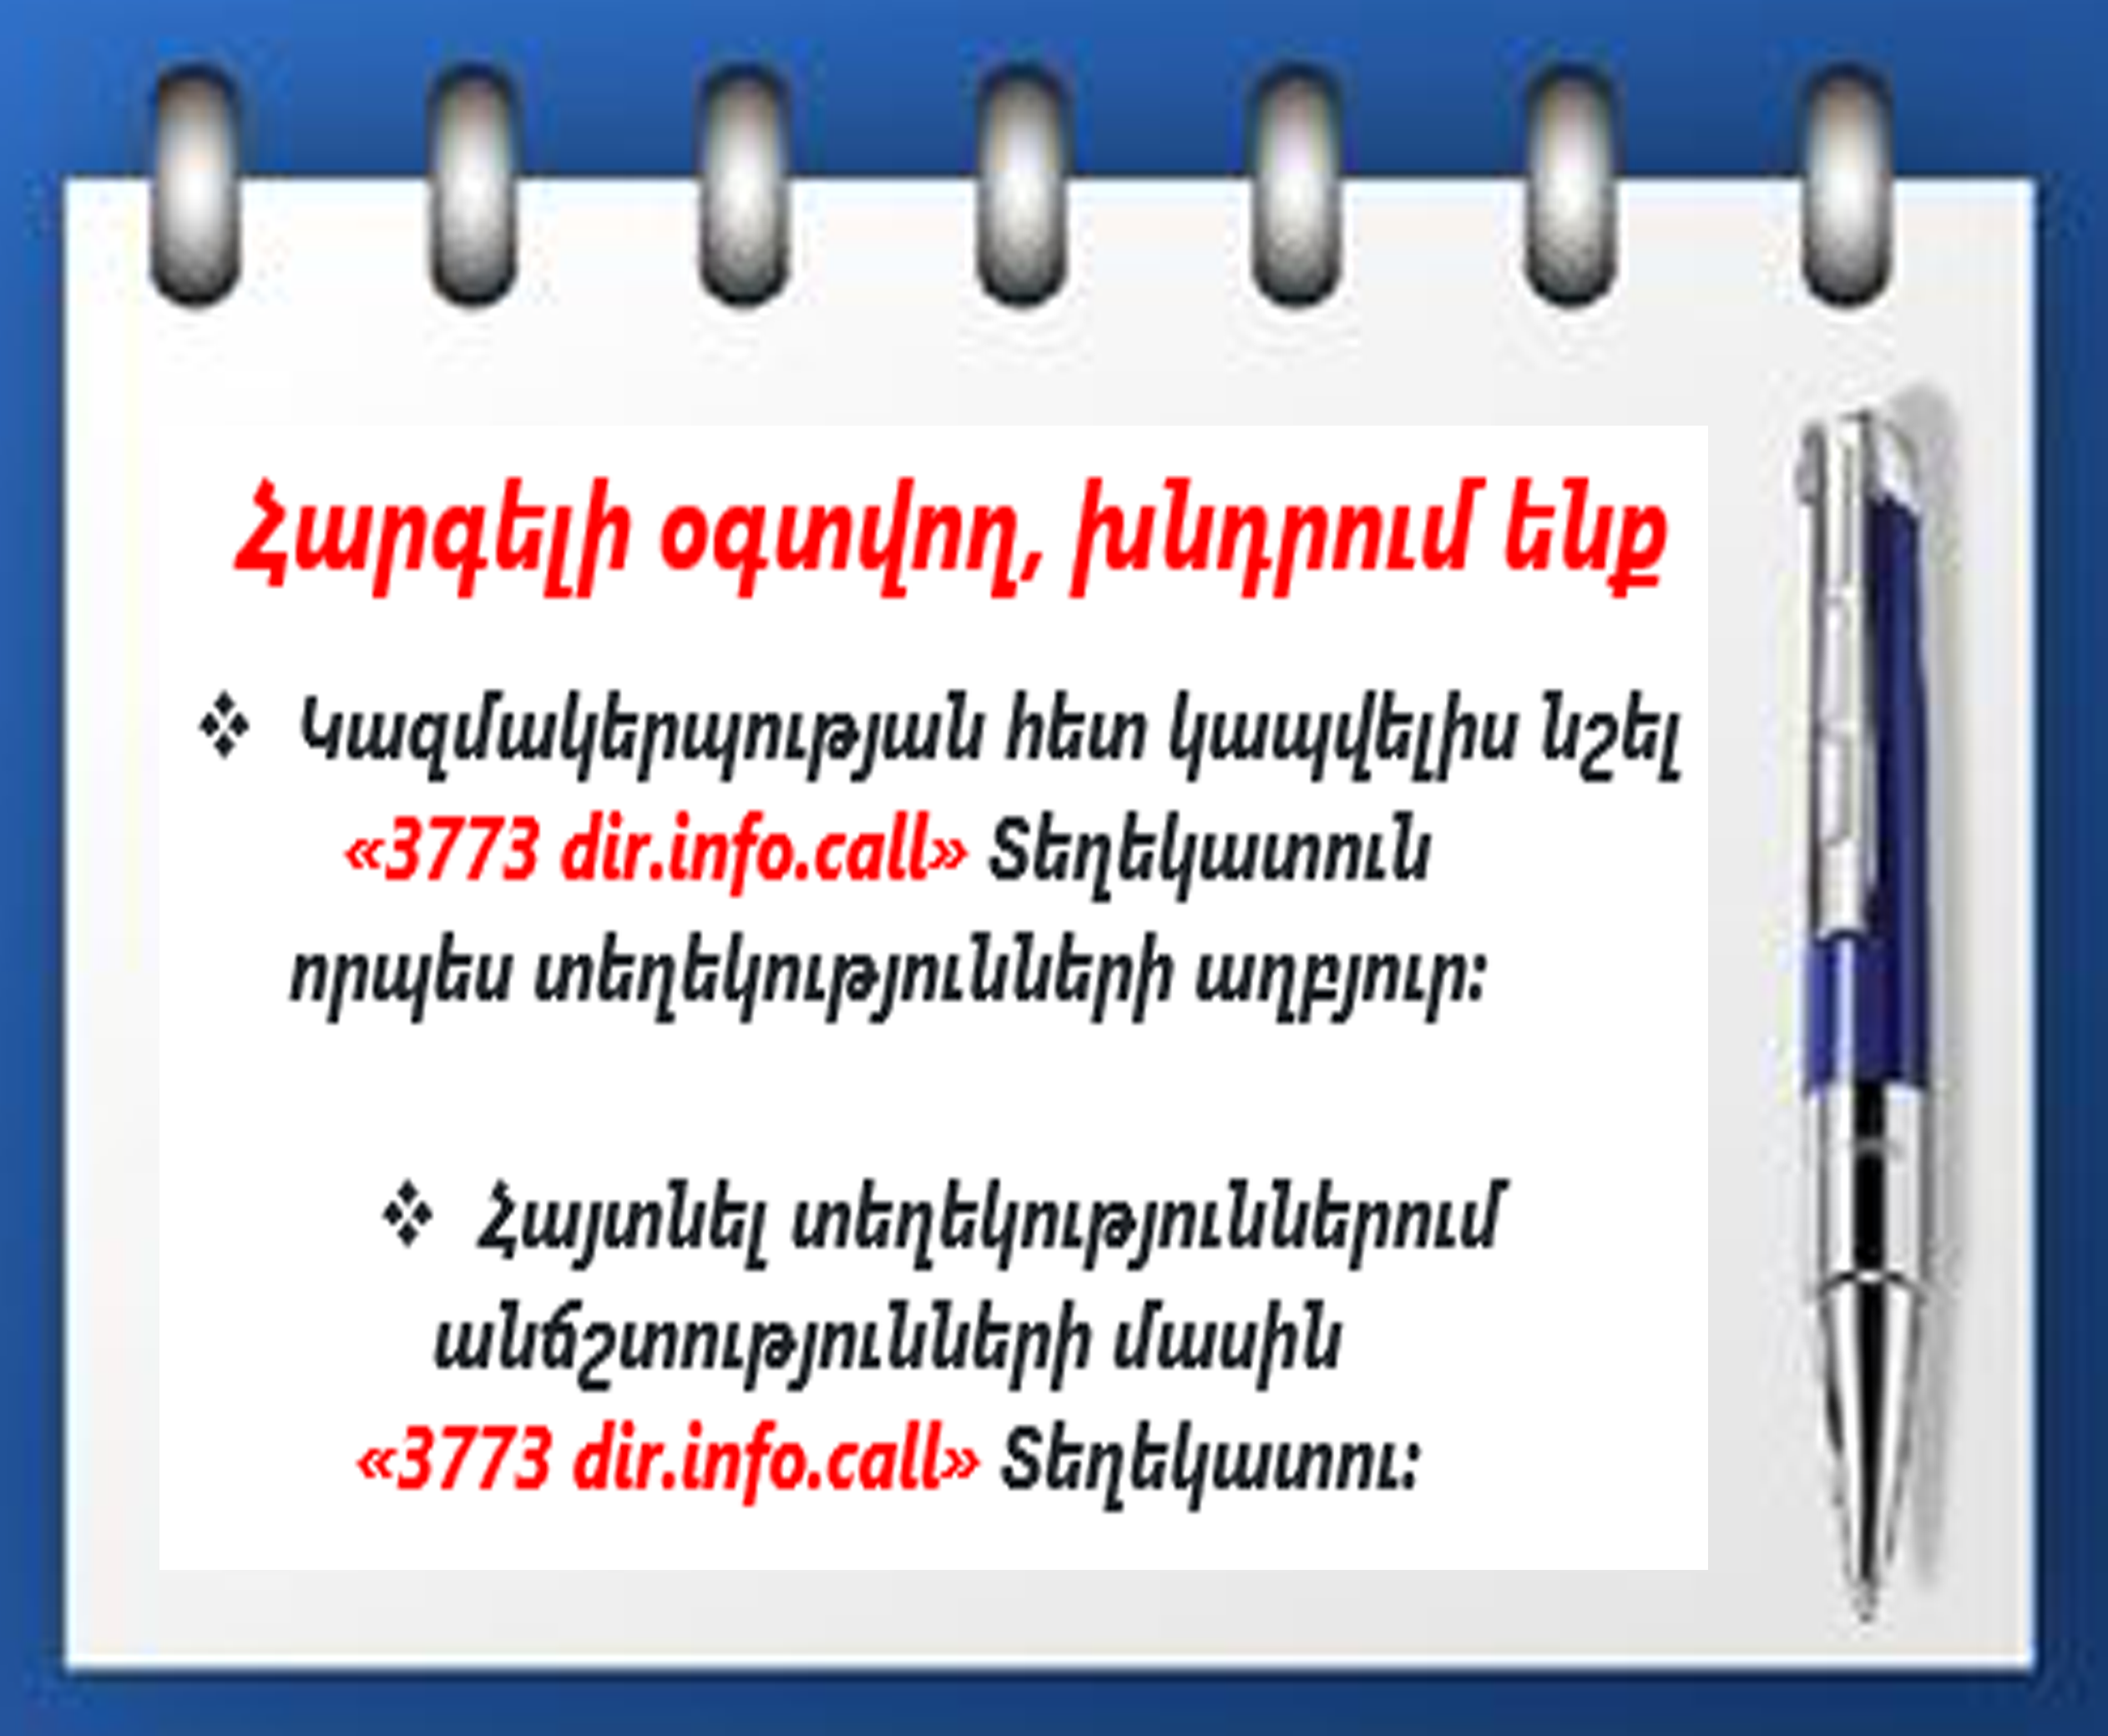 Հարգելի օգտվող, խնդրում ենք
❖ Կազմակերպության հետ կապվելիս նշել
«3773 dir.info.call» Տեղեկատուն
որպես տեղեկությունների աղբյուր:
❖ Հայտնել տեղեկություններում
անճշտությունների մասին
«3773 dir.info.call» Տեղեկատու: